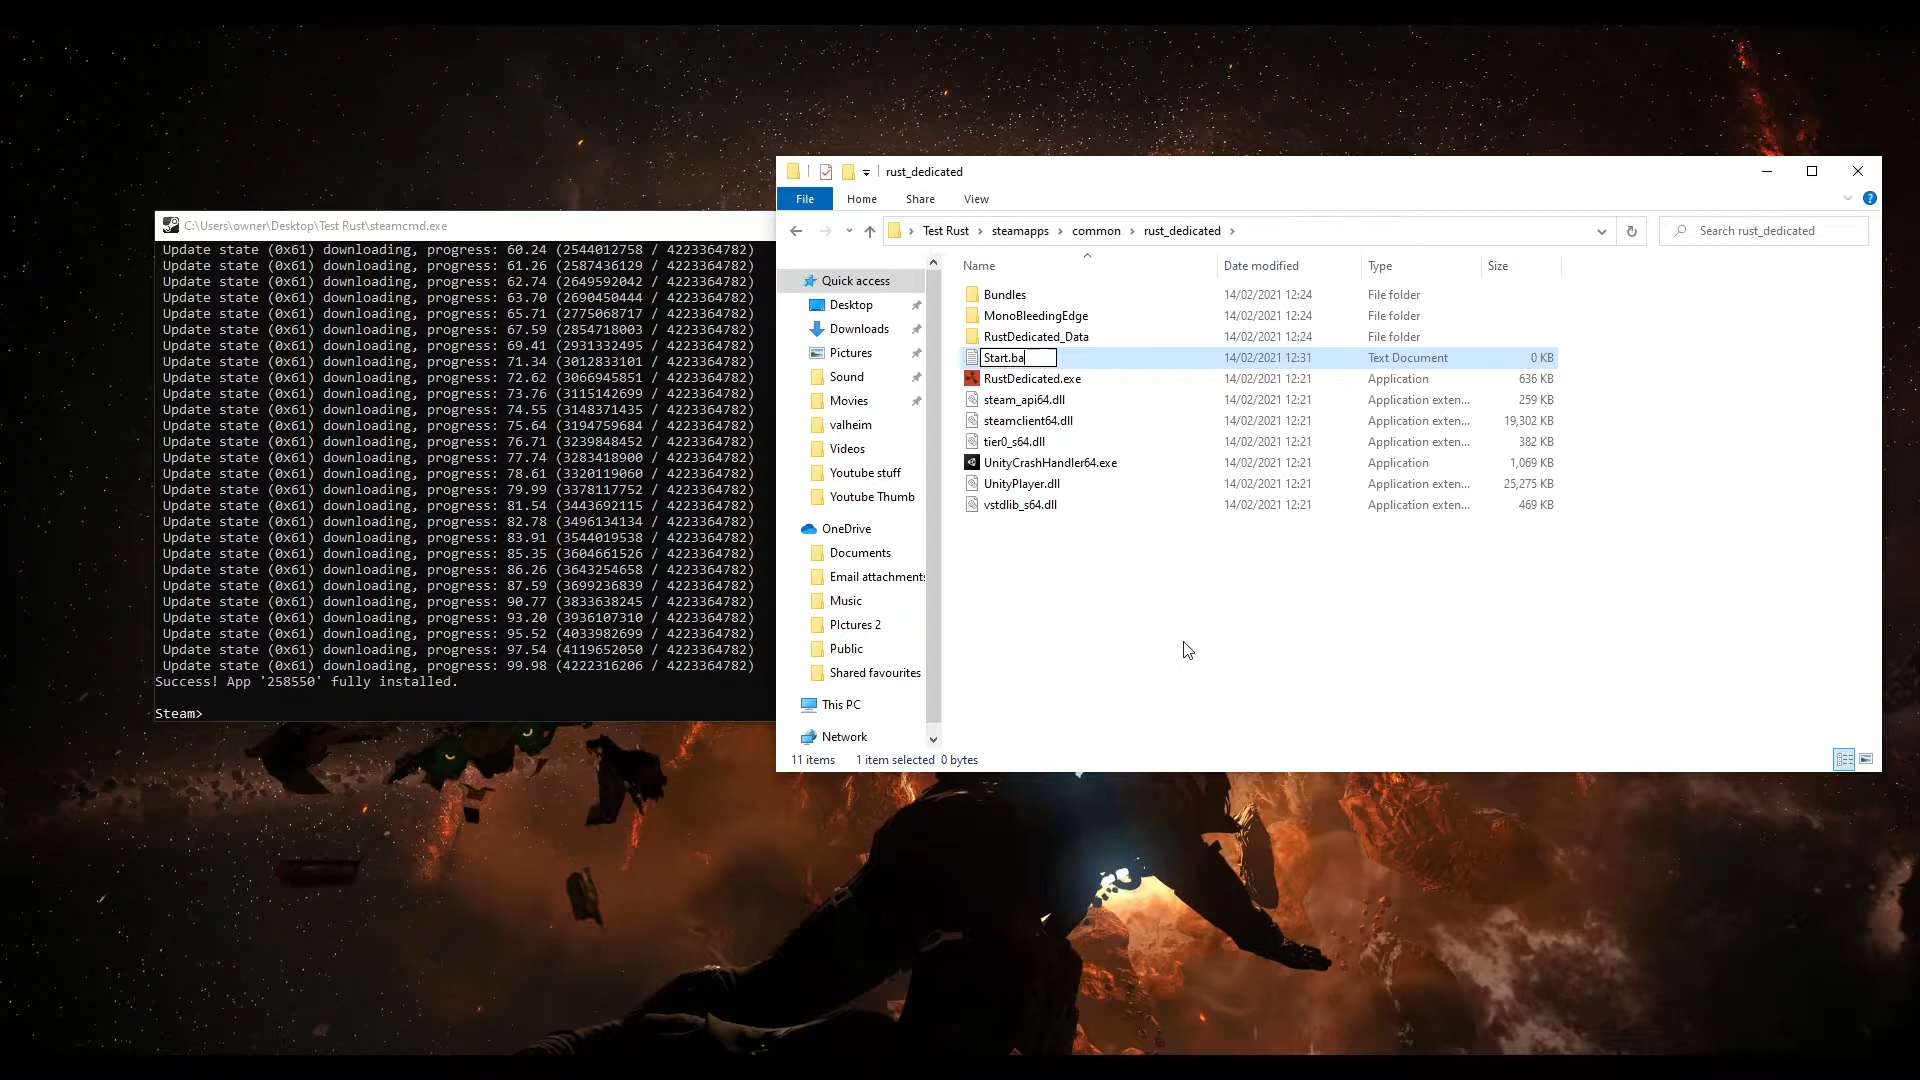 C:\Users\owner\Desktop\Test Rust\steamcmd.exe
Update state (0x61) downloading, progress: 60.24 (2544012758 / 4223364782)
Update state (0x61) downloading, progress: 61.26 (2587436129 / 4223364782)
Update state (0x61) downloading, progress: 62.74 (2649592042 / 4223364782)
Update state (0x61) downloading, progress: 63.70 (2690450444 / 4223364782)
Update state (0x61) downloading, progress: 65.71 (2775068717 / 4223364782)
Update state (0x61) downloading, progress: 67.59 (2854718003 / 4223364782)
Update state (0x61) downloading, progress: 69.41 (2931332495 / 4223364782)
Update state (0x61) downloading, progress: 71.34 (3012833101 / 4223364782)
Update state (0x61) downloading, progress: 72.62 (3066945851 / 4223364782)
Update state (0x61) downloading, progress: 73.76 (3115142699 / 4223364782)
Update state (0x61) downloading, progress: 74.55 (3148371435 / 4223364782)
Update state (0x61) downloading, progress: 75.64 (3194759684 / 4223364782)
Update state (0x61) downloading, progress: 76.71 (3239848452 / 4223364782)
Update state (0x61) downloading, progress: 77.74 (3283418900 / 4223364782)
Update state (0x61) downloading, progress: 78.61 (3320119060 / 4223364782)
Update state (0x61) downloading, progress: 79.99 (3378117752 / 4223364782)
Update state (0x61) downloading, progress: 81.54 (3443692115 / 4223364782)
Update state (0x61) downloading, progress: 82.78 (3496134134 / 4223364782)
Update state (0x61) downloading, progress: 83.91 (3544019538 / 4223364782)
Update state (0x61) downloading, progress: 85.35 (3604661526 / 4223364782)
Update state (0x61) downloading, progress: 86.26 (3643254658 / 4223364782)
Update state (0x61) downloading, progress: 87.59 (3699236839 / 4223364782)
Update state (0x61) downloading, progress: 90.77 (3833638245 / 4223364782)
Update state (0x61) downloading, progress: 93.20 (3936107310 / 4223364782)
Update state (0x61) downloading, progress: 95.52 (4033982699 / 4223364782)
Update state (0x61) downloading, progress: 97.54 (4119652050 / 4223364782)
Update state (0x61) downloading, progress: 99.98 (4222316206 / 4223364782)
Success! App '258550' fully installed.
Steam>
rust_dedicated
File Home Share View
Test Rust > steamapps > common > rust_dedicated >
Search rust_dedicated
Quick access
Desktop
Downloads
Pictures
Sound
Movies
valheim
Videos
Youtube stuff
Youtube Thumb
OneDrive
Documents
Email attachments
Music
PIctures 2
Public
Shared favourites
This PC
Network
Name Date modified Type Size
Bundles 14/02/2021 12:24 File folder
MonoBleedingEdge 14/02/2021 12:24 File folder
RustDedicated_Data 14/02/2021 12:24 File folder
Start.ba 14/02/2021 12:31 Text Document 0 KB
RustDedicated.exe 14/02/2021 12:21 Application 636 KB
steam_api64.dll 14/02/2021 12:21 Application exten... 259 KB
steamclient64.dll 14/02/2021 12:21 Application exten... 19,302 KB
tier0_s64.dll 14/02/2021 12:21 Application exten... 382 KB
UnityCrashHandler64.exe 14/02/2021 12:21 Application 1,069 KB
UnityPlayer.dll 14/02/2021 12:21 Application exten... 25,275 KB
vstdlib_s64.dll 14/02/2021 12:21 Application exten... 469 KB
11 items 1 item selected 0 bytes